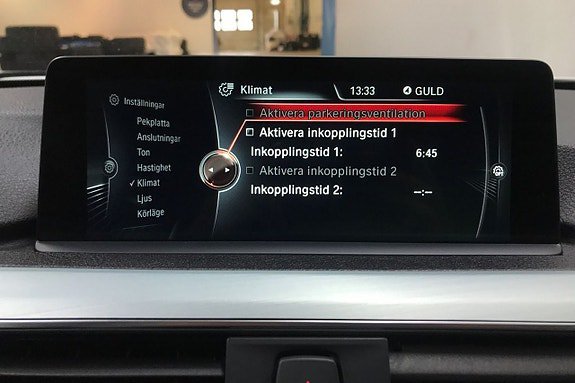 Klimat 13:33 GULD
Inställningar
Pekplatta
Anslutningar
Ton
Hastighet
✓ Klimat
Ljus
Körläge
Aktivera parkeringsventilation
Aktivera inkopplingstid 1
Inkopplingstid 1: 6:45
Aktivera inkopplingstid 2
Inkopplingstid 2: --:--